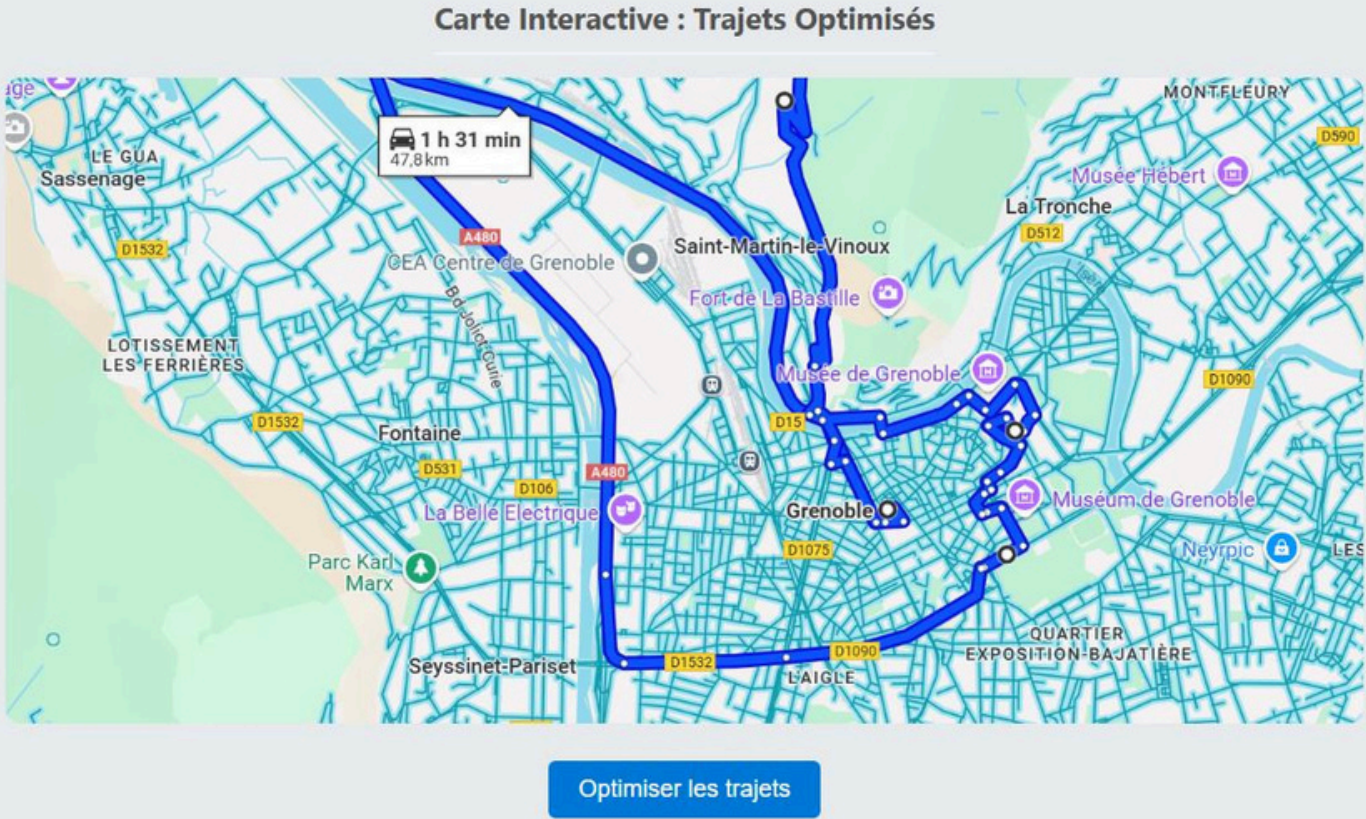 Carte Interactive : Trajets Optimisés
MONTFLEURY
D590
1 h 31 min
47,8 km
LE GUA
Sassenage
Musée Hébert
La Tronche
D512
D1532
A480
Saint-Martin-le-Vinoux
CEA Centre de Grenoble
Fort de La Bastille
Bd Joliot Curie
LOTISSEMENT
LES FERRIÈRES
Musée de Grenoble
D1090
D1532
D15
Fontaine
D531
A480
D106
La Belle Electrique
Grenoble
Muséum de Grenoble
D1075
Neyrpic
LES
Parc Karl
Marx
QUARTIER
EXPOSITION-BAJATIÈRE
D1090
Seyssinet-Pariset
D1532
LAIGLE
Optimiser les trajets